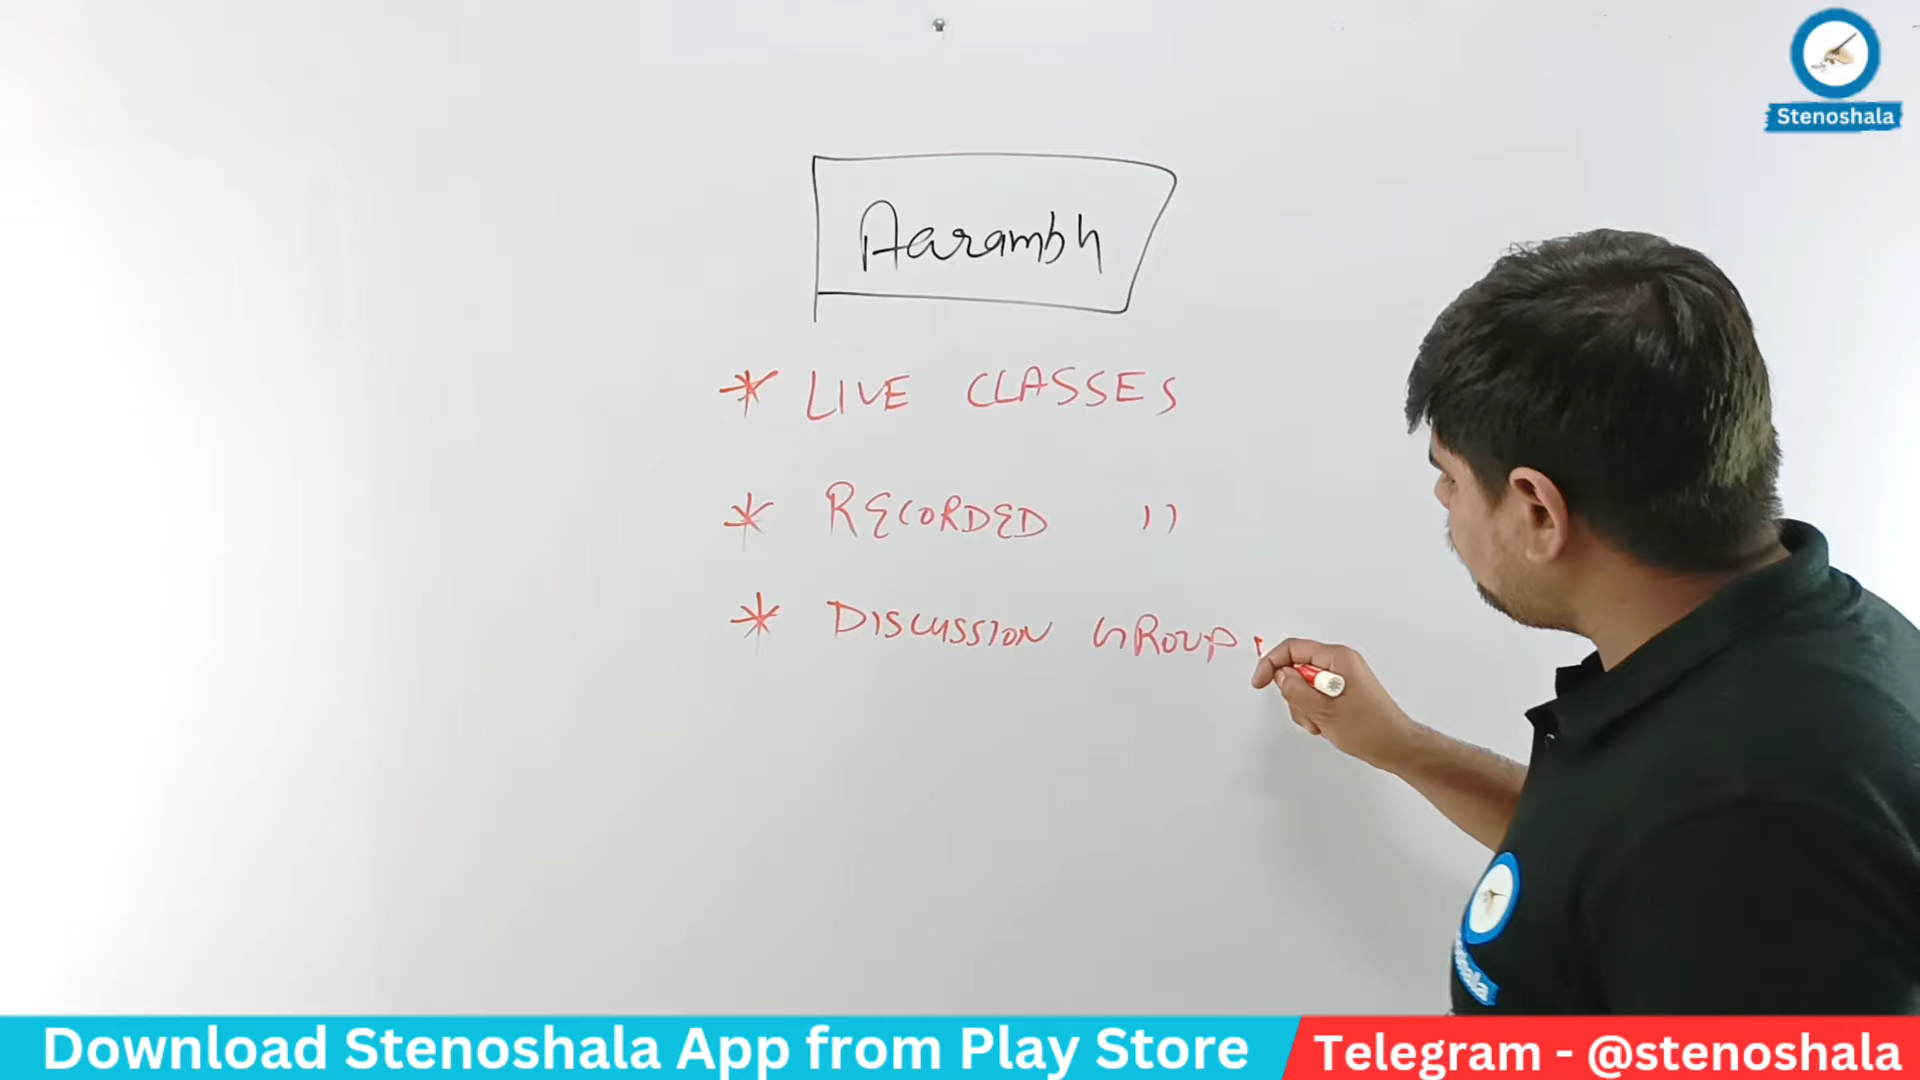 Stenoshala
Aarambh
* LIVE CLASSES
* RECORDED ''
* DISCUSSION GROUP
Download Stenoshala App from Play Store
Telegram - @stenoshala